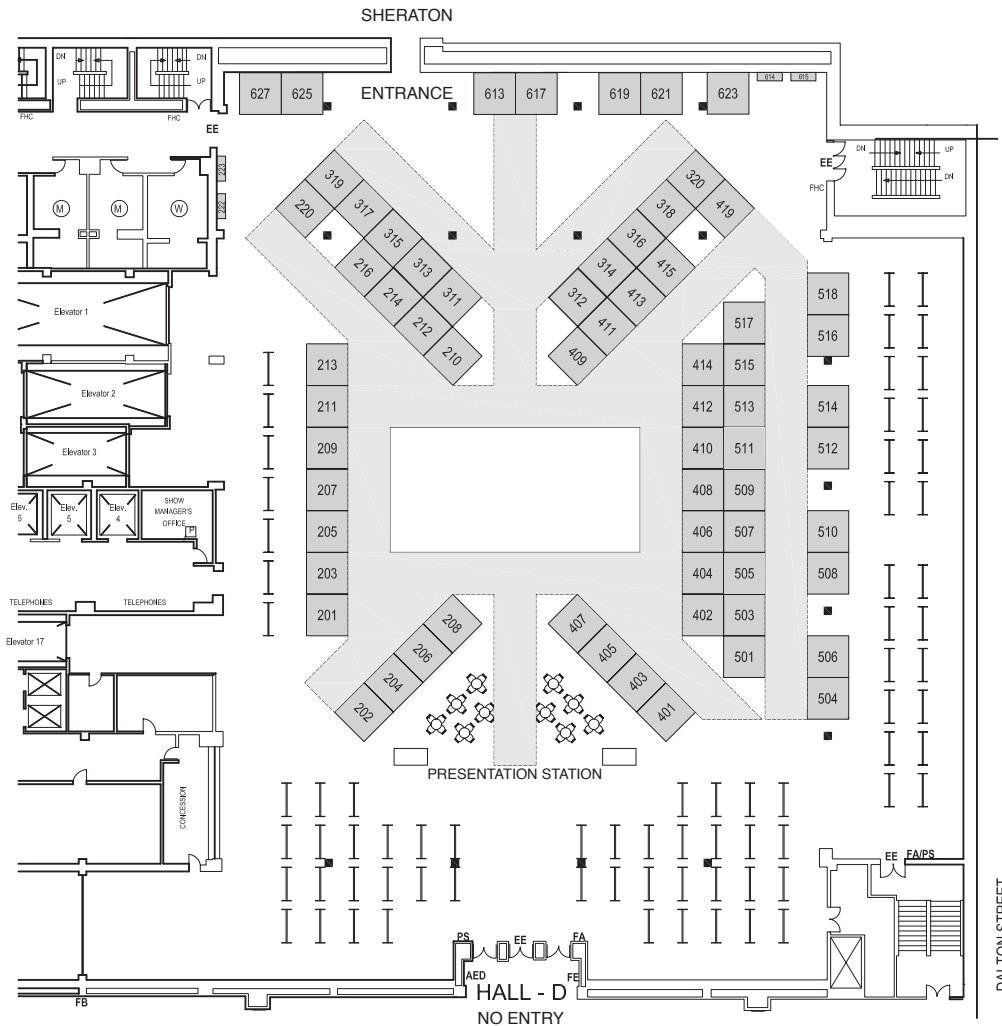 SHERATON
ENTRANCE
DN
UP
DN
UP
FHC
FHC
EE
627
625
613
617
619
621
623
614
615
EE
FHC
DN
UP
DN
223
222
M
M
W
319
317
315
313
311
220
216
214
212
210
320
318
316
314
312
419
415
413
411
409
518
516
514
512
510
508
506
504
517
515
513
511
509
507
505
503
501
414
412
410
408
406
404
402
213
211
209
207
205
203
201
Elevator 1
Elevator 2
Elevator 3
Elev. 6
Elev. 5
Elev. 4
SHOW
MANAGER'S
OFFICE
P
TELEPHONES
TELEPHONES
Elevator 17
208
206
204
202
407
405
403
401
PRESENTATION STATION
CONCESSION
EE
FA/PS
DALTON STREET
PS
EE
FA
AED
FE
FB
HALL - D
NO ENTRY